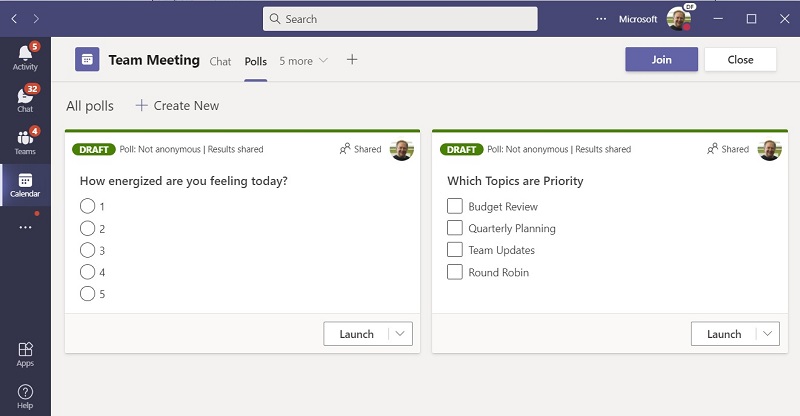 Search
Microsoft
DF
5
Activity
32
Chat
4
Teams
Calendar
Apps
Help
Team Meeting Chat Polls 5 more
Join
Close
All polls Create New
DRAFT Poll: Not anonymous | Results shared Shared
How energized are you feeling today?
1
2
3
4
5
Launch
DRAFT Poll: Not anonymous | Results shared Shared
Which Topics are Priority
Budget Review
Quarterly Planning
Team Updates
Round Robin
Launch